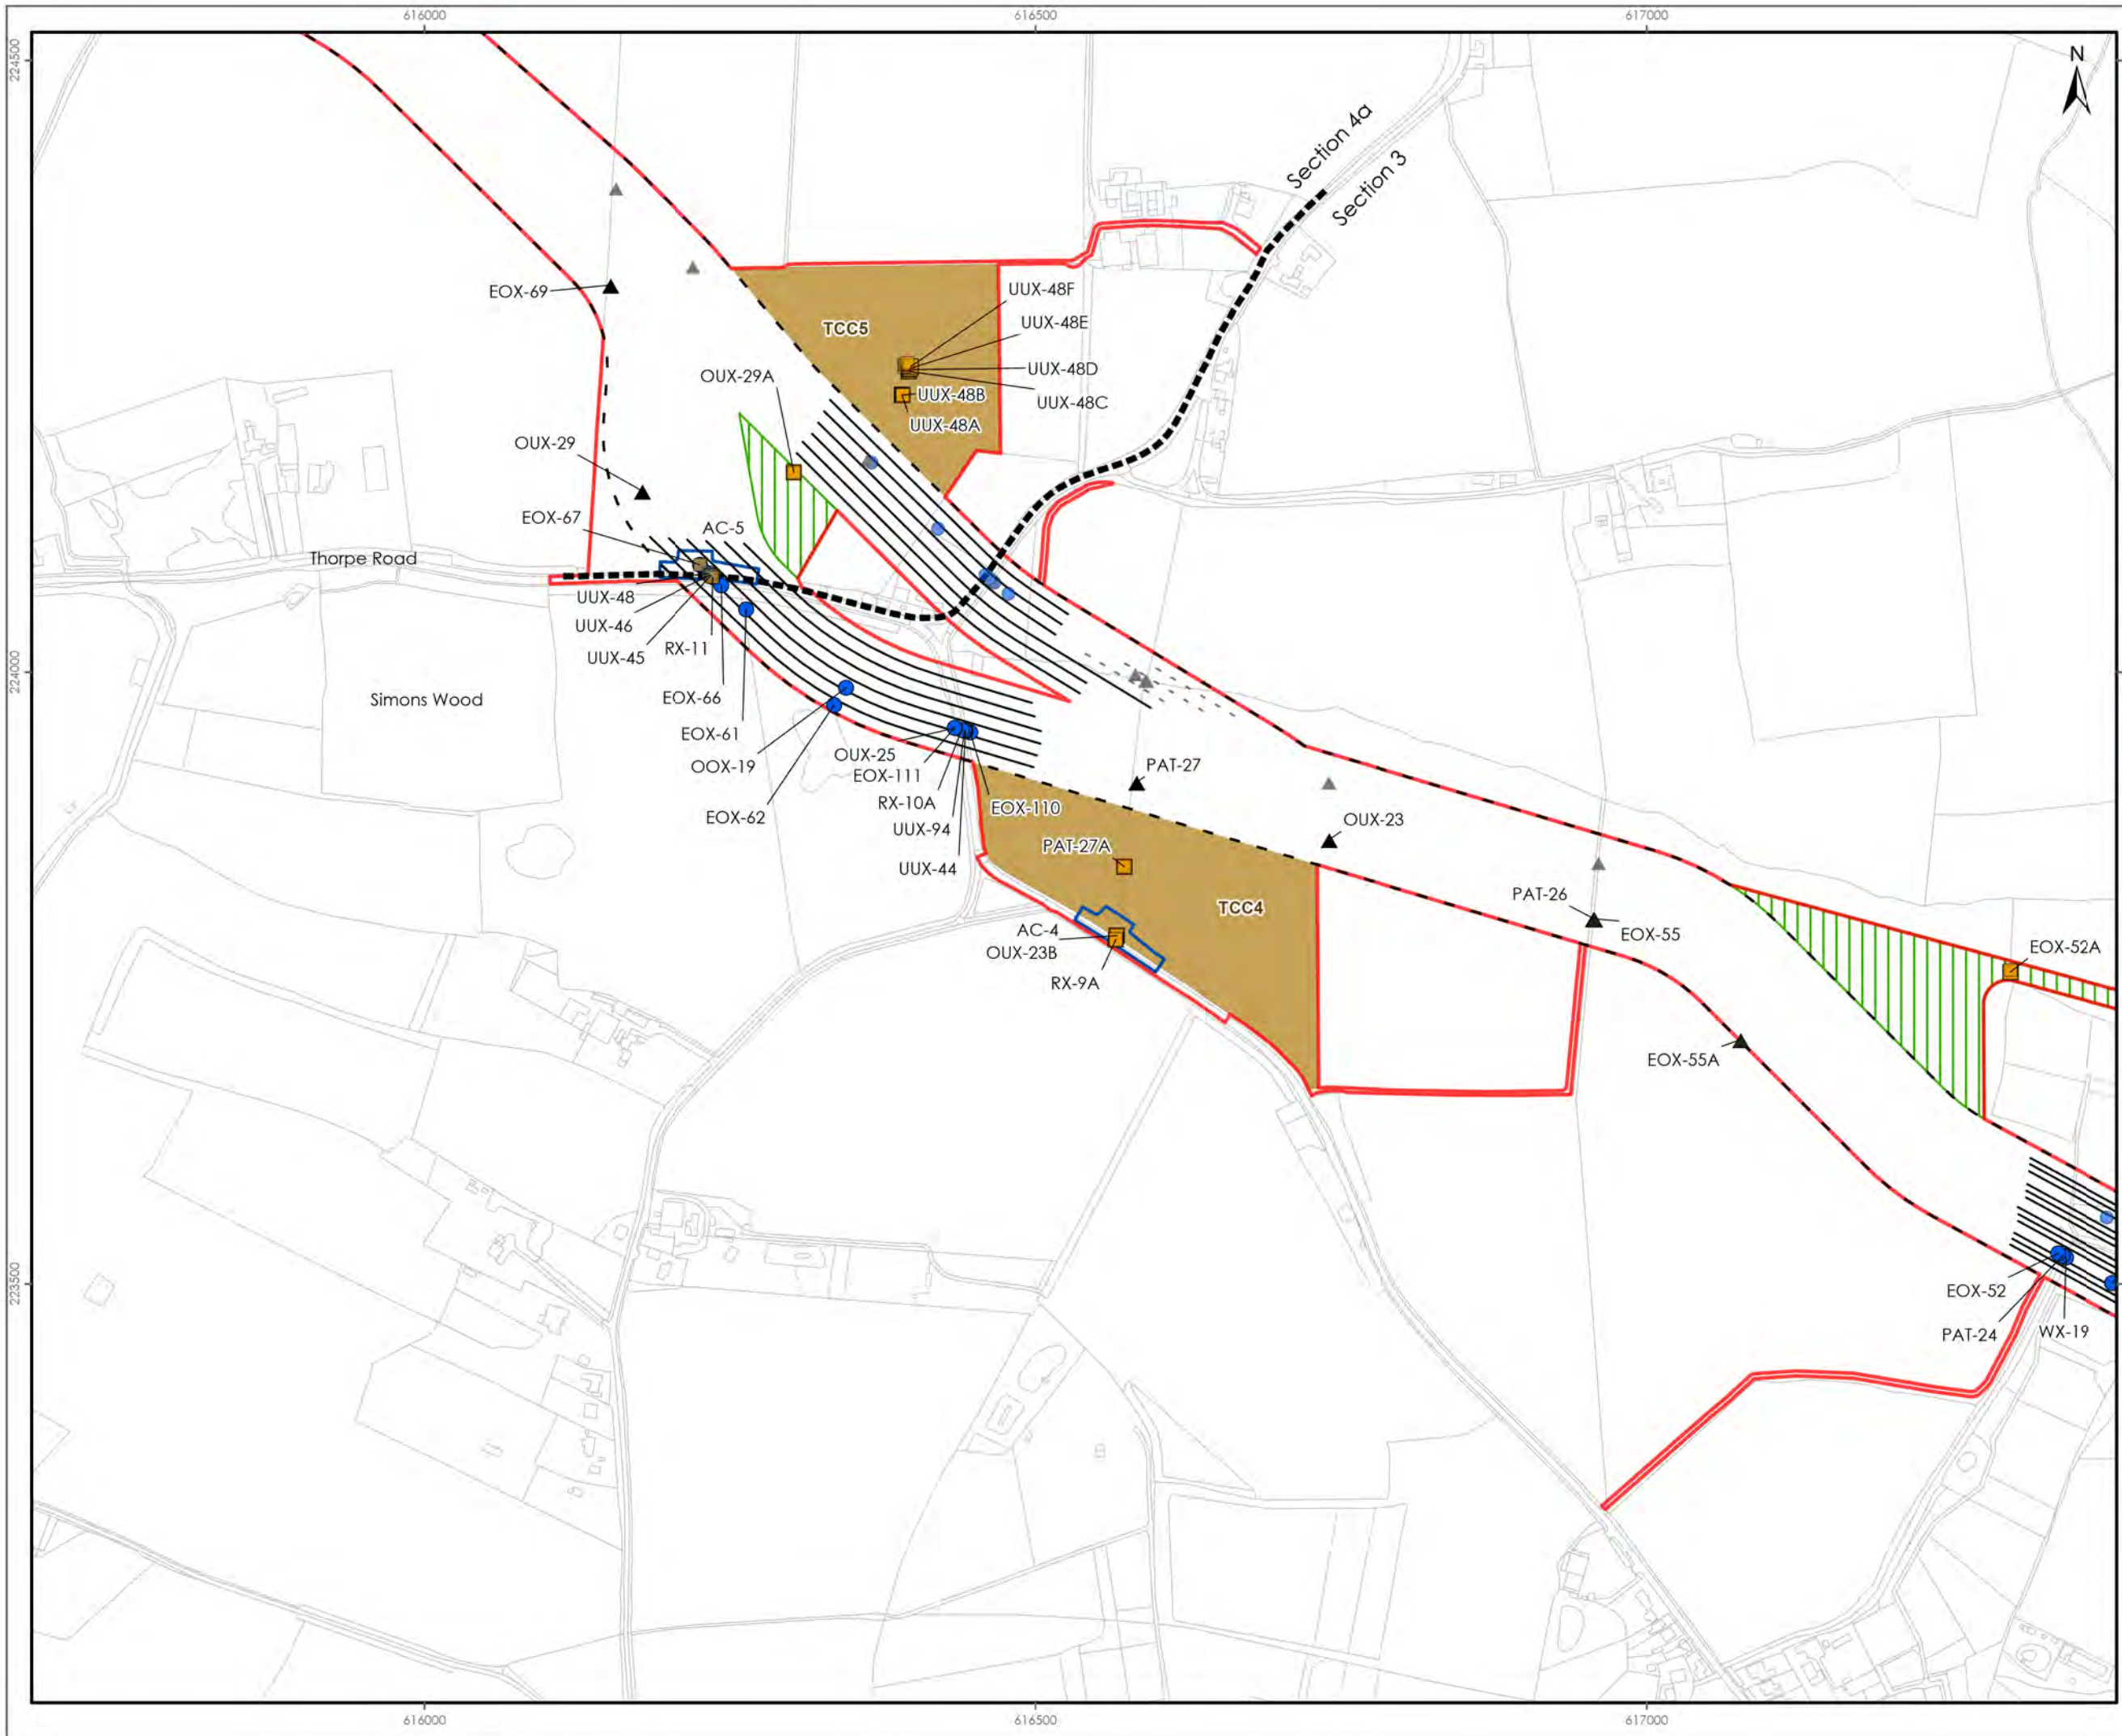 616000
616500
617000
224500
N
Section 4a
Section 3
EOX-69
UUX-48F
UUX-48E
TCC5
UUX-48D
OUX-29A
UUX-48B
UUX-48C
UUX-48A
OUX-29
EOX-67
AC-5
Thorpe Road
UUX-48
UUX-46
RX-11
UUX-45
224000
Simons Wood
EOX-66
EOX-61
OUX-25
PAT-27
OOX-19
EOX-111
RX-10A
EOX-110
EOX-62
OUX-23
UUX-94
PAT-27A
UUX-44
PAT-26
TCC4
AC-4
EOX-55
OUX-23B
EOX-52A
RX-9A
EOX-55A
223500
EOX-52
PAT-24
WX-19
616000
616500
617000